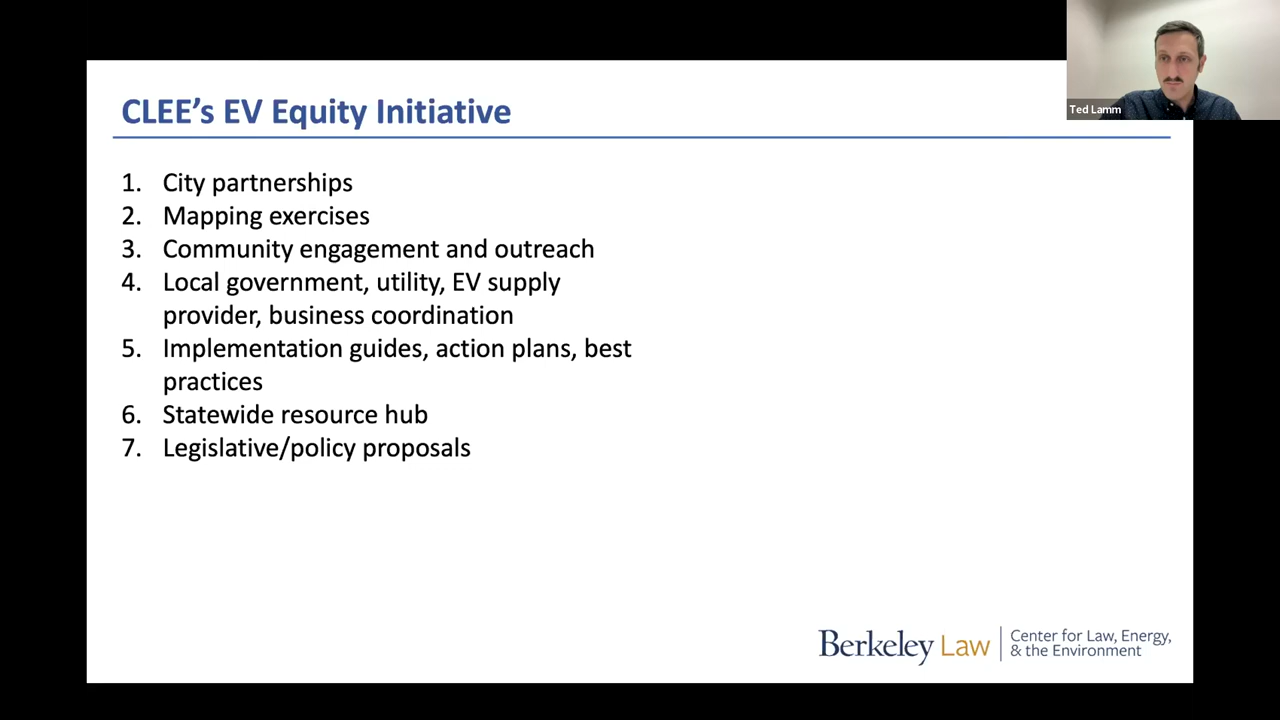 Ted Lamm
CLEE's EV Equity Initiative
1. City partnerships
2. Mapping exercises
3. Community engagement and outreach
4. Local government, utility, EV supply
provider, business coordination
5. Implementation guides, action plans, best
practices
6. Statewide resource hub
7. Legislative/policy proposals
Berkeley Law
Center for Law, Energy,
& the Environment